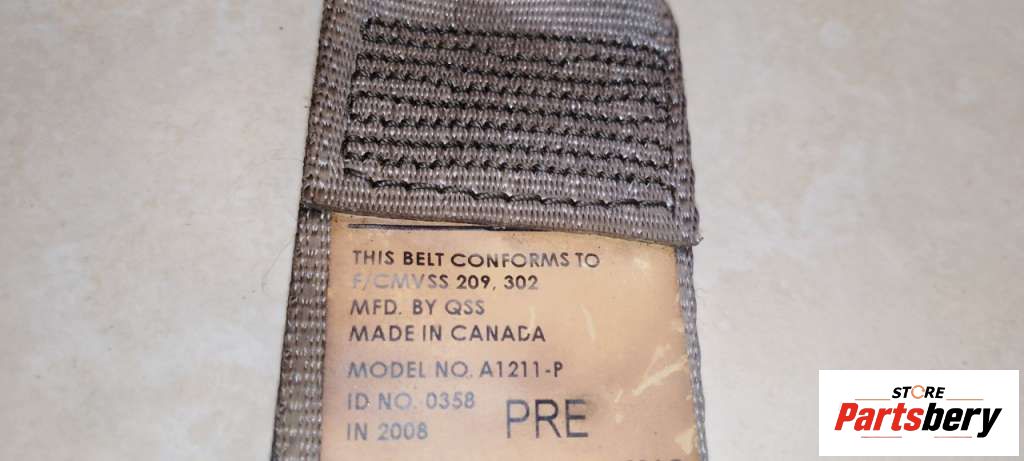 THIS BELT CONFORMS TO
F/CMVSS 209, 302
MFD. BY QSS
MADE IN CANADA
MODEL NO. A1211-P
ID NO. 0358
IN 2008 PRE
STORE
Partsbery